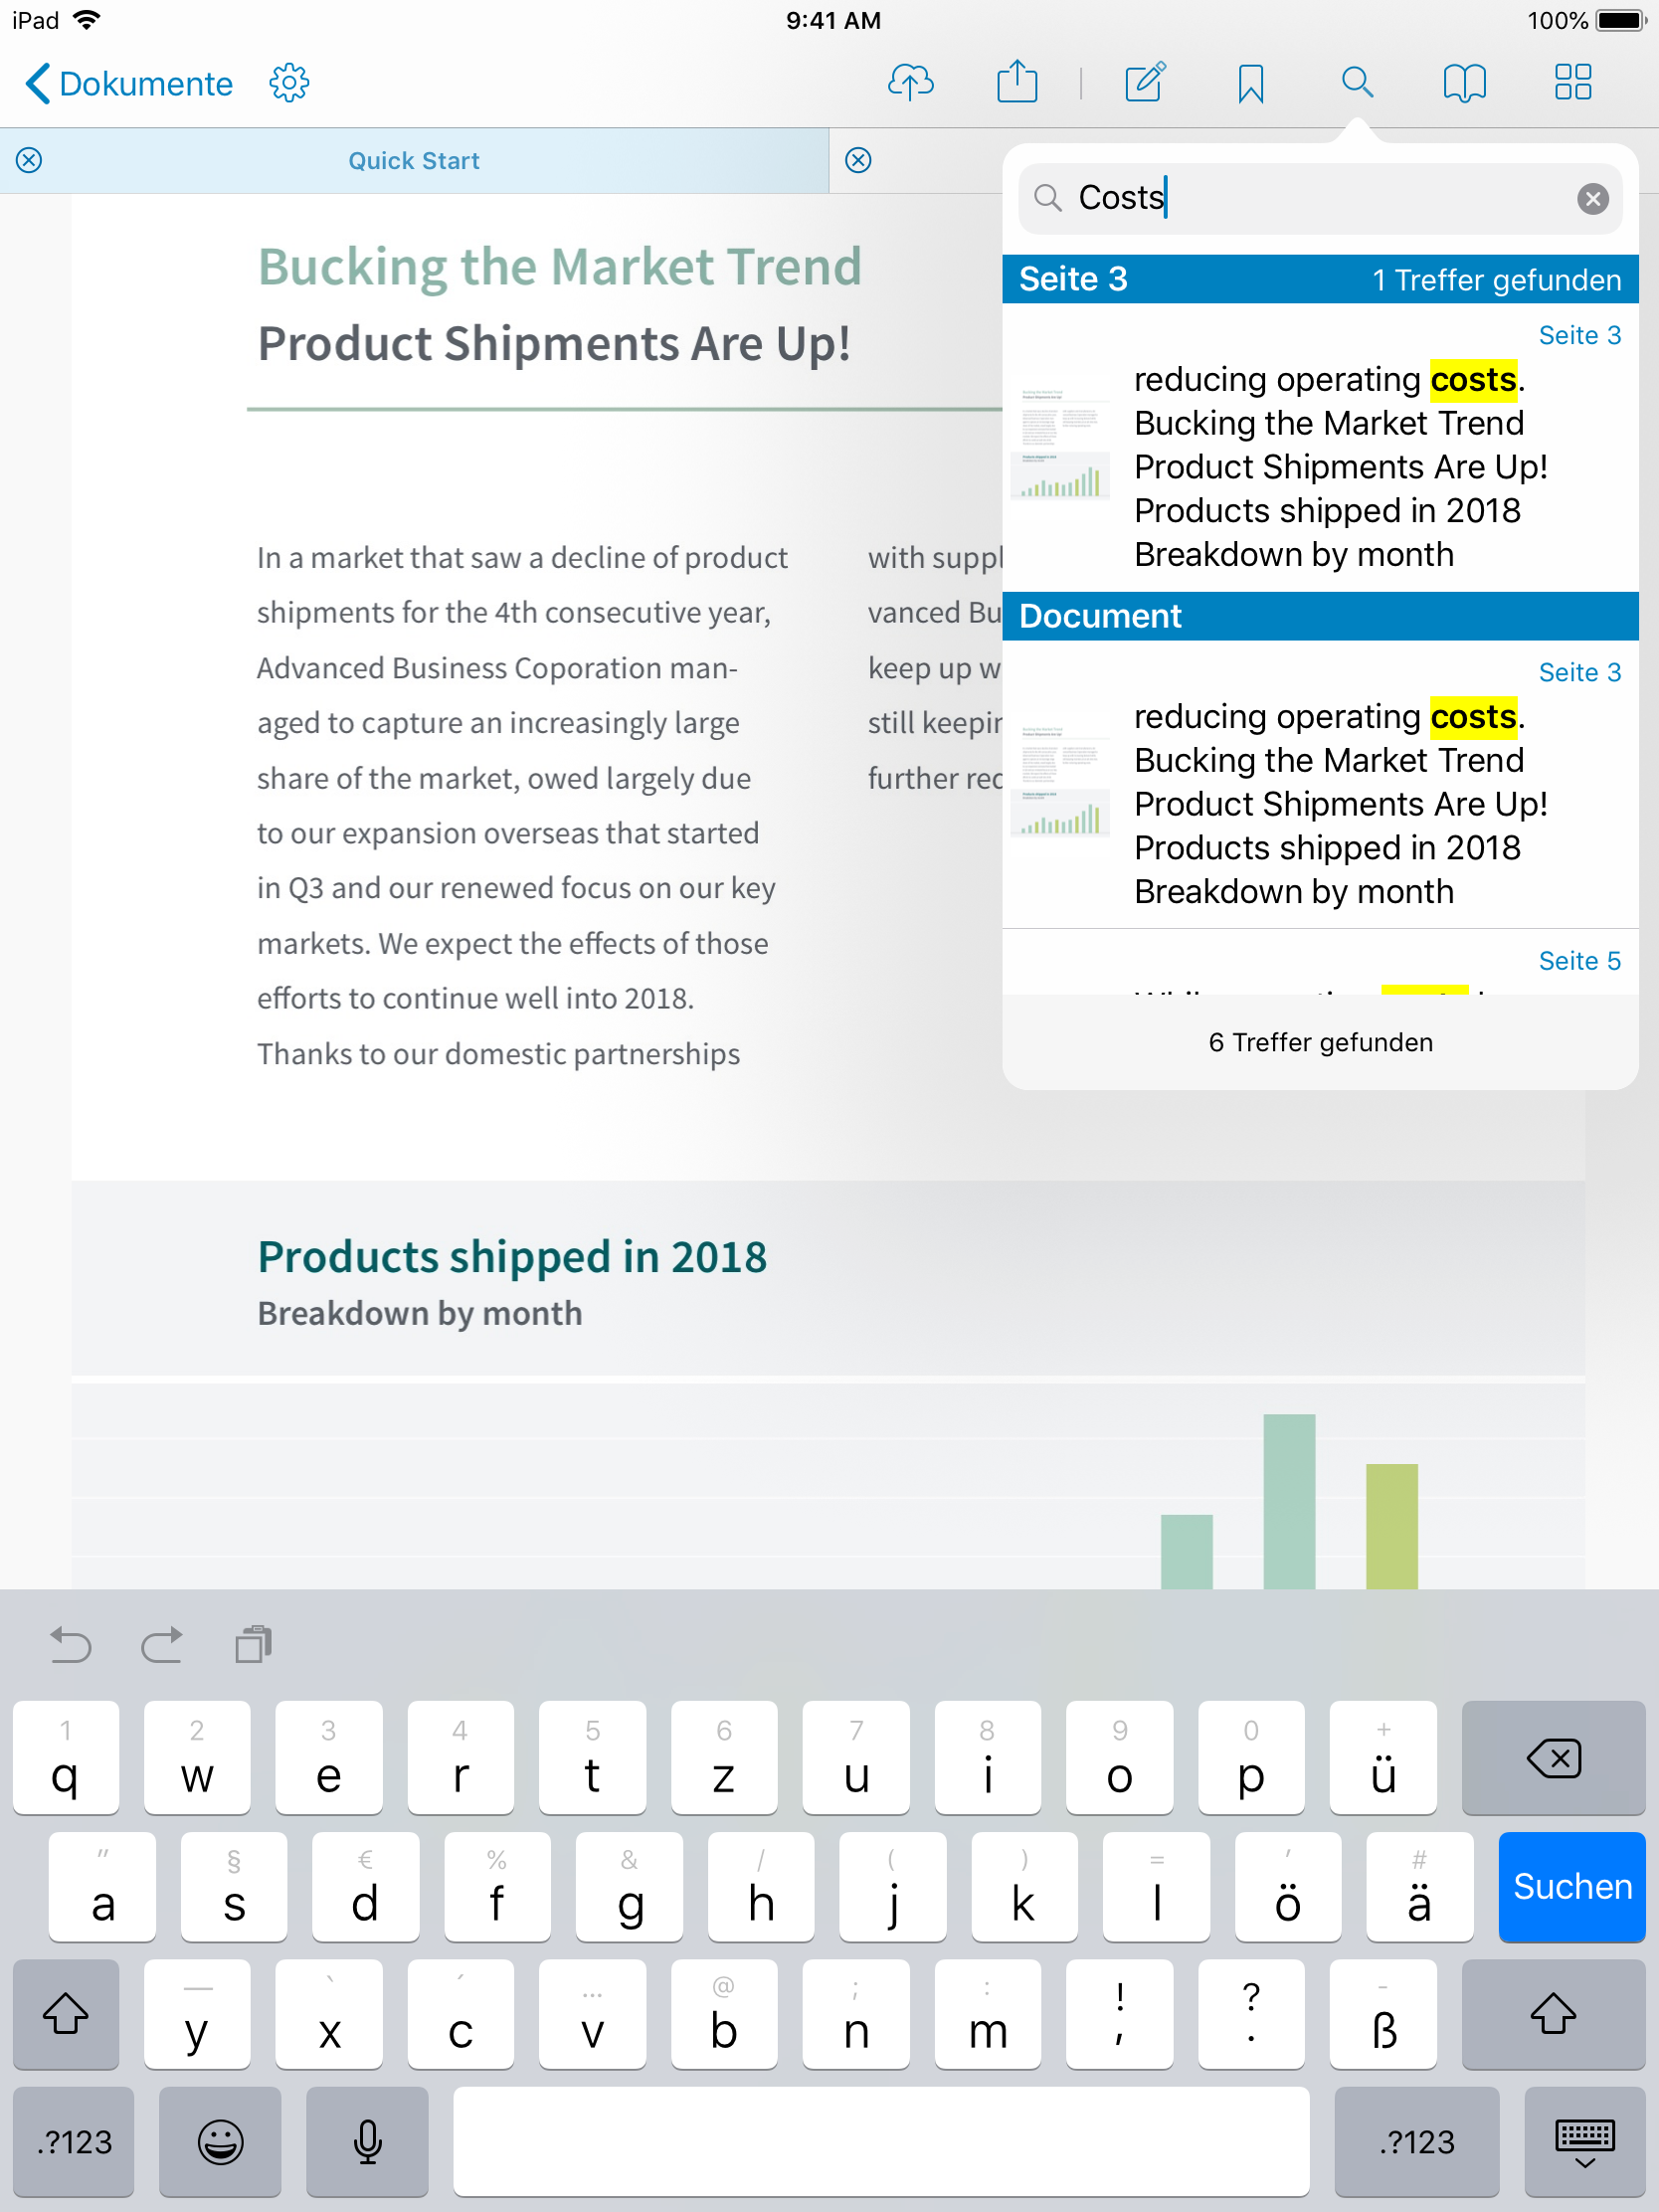 iPad
9:41 AM
100%
Dokumente
Quick Start
Costs
Seite 3
1 Treffer gefunden
Seite 3
reducing operating costs.
Bucking the Market Trend
Product Shipments Are Up!
Products shipped in 2018
Breakdown by month
Document
Seite 3
reducing operating costs.
Bucking the Market Trend
Product Shipments Are Up!
Products shipped in 2018
Breakdown by month
Seite 5
6 Treffer gefunden
Bucking the Market Trend
Product Shipments Are Up!
In a market that saw a decline of product
shipments for the 4th consecutive year,
Advanced Business Coporation man-
aged to capture an increasingly large
share of the market, owed largely due
to our expansion overseas that started
in Q3 and our renewed focus on our key
markets. We expect the effects of those
efforts to continue well into 2018.
Thanks to our domestic partnerships
with suppl
vanced Bu
keep up w
still keepin
further rec
Products shipped in 2018
Breakdown by month
1 2 3 4 5 6 7 8 9 0 +
q w e r t z u i o p ü
" § € % & / ( ) = ' #
a s d f g h j k l ö ä Suchen
— ` ´ … @ ; : ! ? -
y x c v b n m , . ß
.?123 .?123